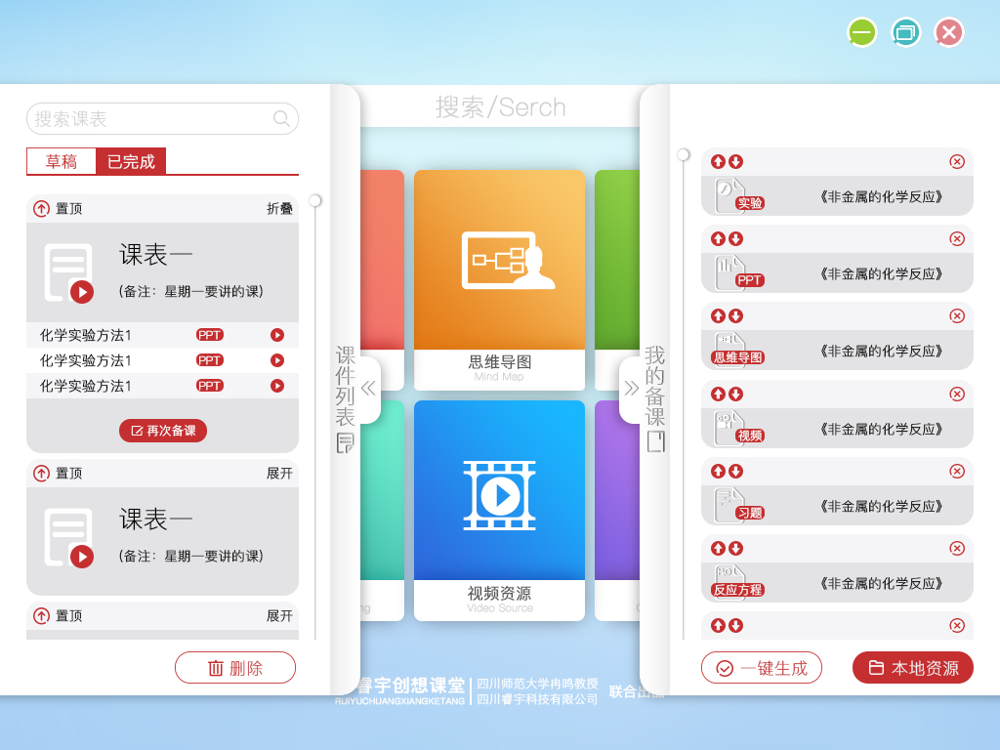 搜索课表
草稿
已完成
置顶
折叠
课表一
(备注：星期一要讲的课)
化学实验方法1
PPT
化学实验方法1
PPT
化学实验方法1
PPT
再次备课
置顶
展开
课表一
(备注：星期一要讲的课)
置顶
展开
删除
课件列表
搜索/Serch
思维导图
Mind Map
视频资源
Video Source
睿宇创想课堂
RUIYUCHUANGXIANGKETANG
四川师范大学冉鸣教授
四川睿宇科技有限公司
联合出品
我的备课
实验
《非金属的化学反应》
PPT
《非金属的化学反应》
思维导图
《非金属的化学反应》
视频
《非金属的化学反应》
习题
《非金属的化学反应》
反应方程
《非金属的化学反应》
一键生成
本地资源